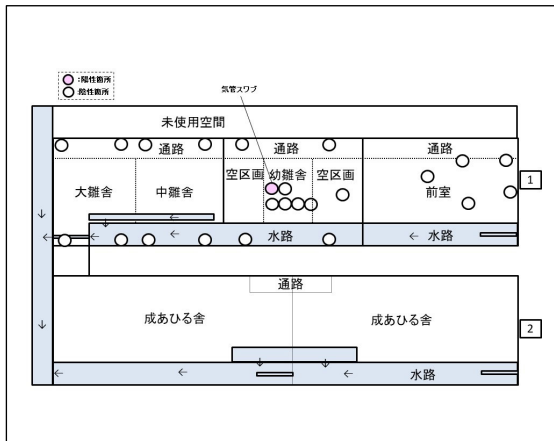 :陽性箇所
:陰性箇所
気管スワブ
未使用空間
通路
通路
通路
空区画
幼雛舎
空区画
大雛舎
中雛舎
前室
1
水路
水路
通路
成あひる舎
成あひる舎
2
水路